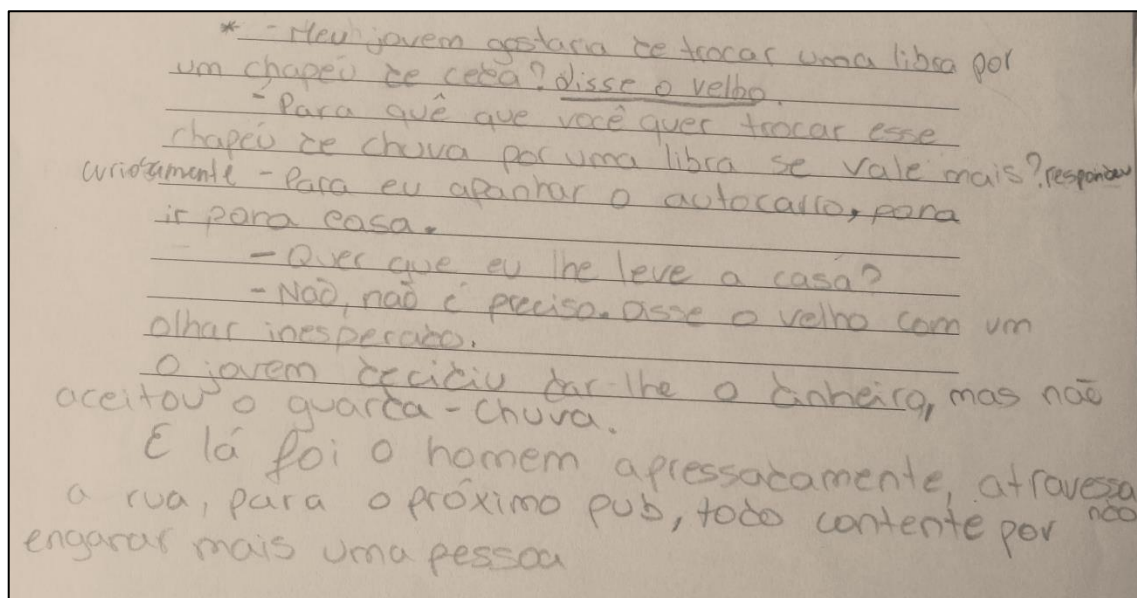 * - Meu jovem gostaria de trocar uma libra por
um chapéu de ceda? disse o velho.
- Para quê que você quer trocar esse
chapéu de chuva por uma libra se vale mais? respondeu
curiosamente - Para eu apanhar o autocarro, para
ir para casa.
- Quer que eu lhe leve a casa?
- Não, não é preciso. Disse o velho com um
olhar inesperado.
O jovem decidiu dar-lhe o dinheiro, mas não
aceitou o guarda-chuva.
E lá foi o homem apressadamente, atravessa
a rua, para o próximo pub, todo contente por
não
engarar mais uma pessoa